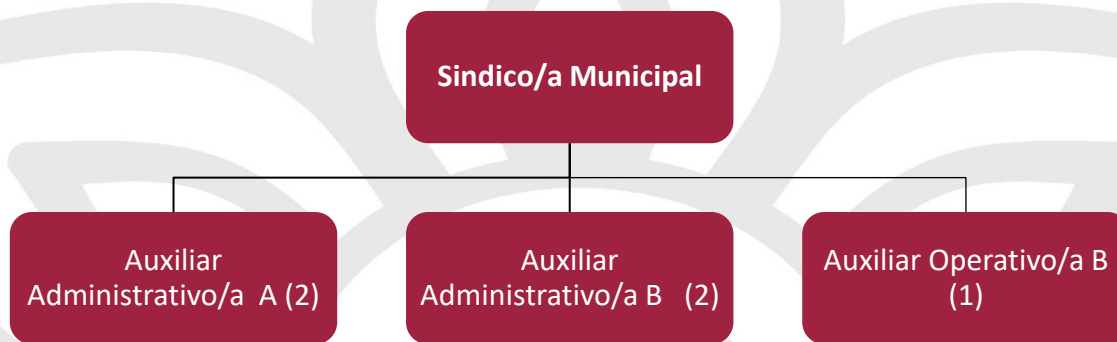 Sindico/a Municipal
Auxiliar
Administrativo/a  A (2)
Auxiliar
Administrativo/a B   (2)
Auxiliar Operativo/a B
(1)